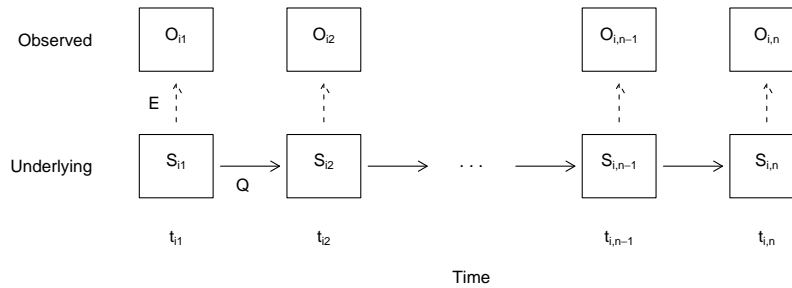 Observed O_i1 O_i2 O_i,n−1 O_i,n
E
Underlying S_i1 S_i2 . . . S_i,n−1 S_i,n
Q
t_i1 t_i2 t_i,n−1 t_i,n
Time